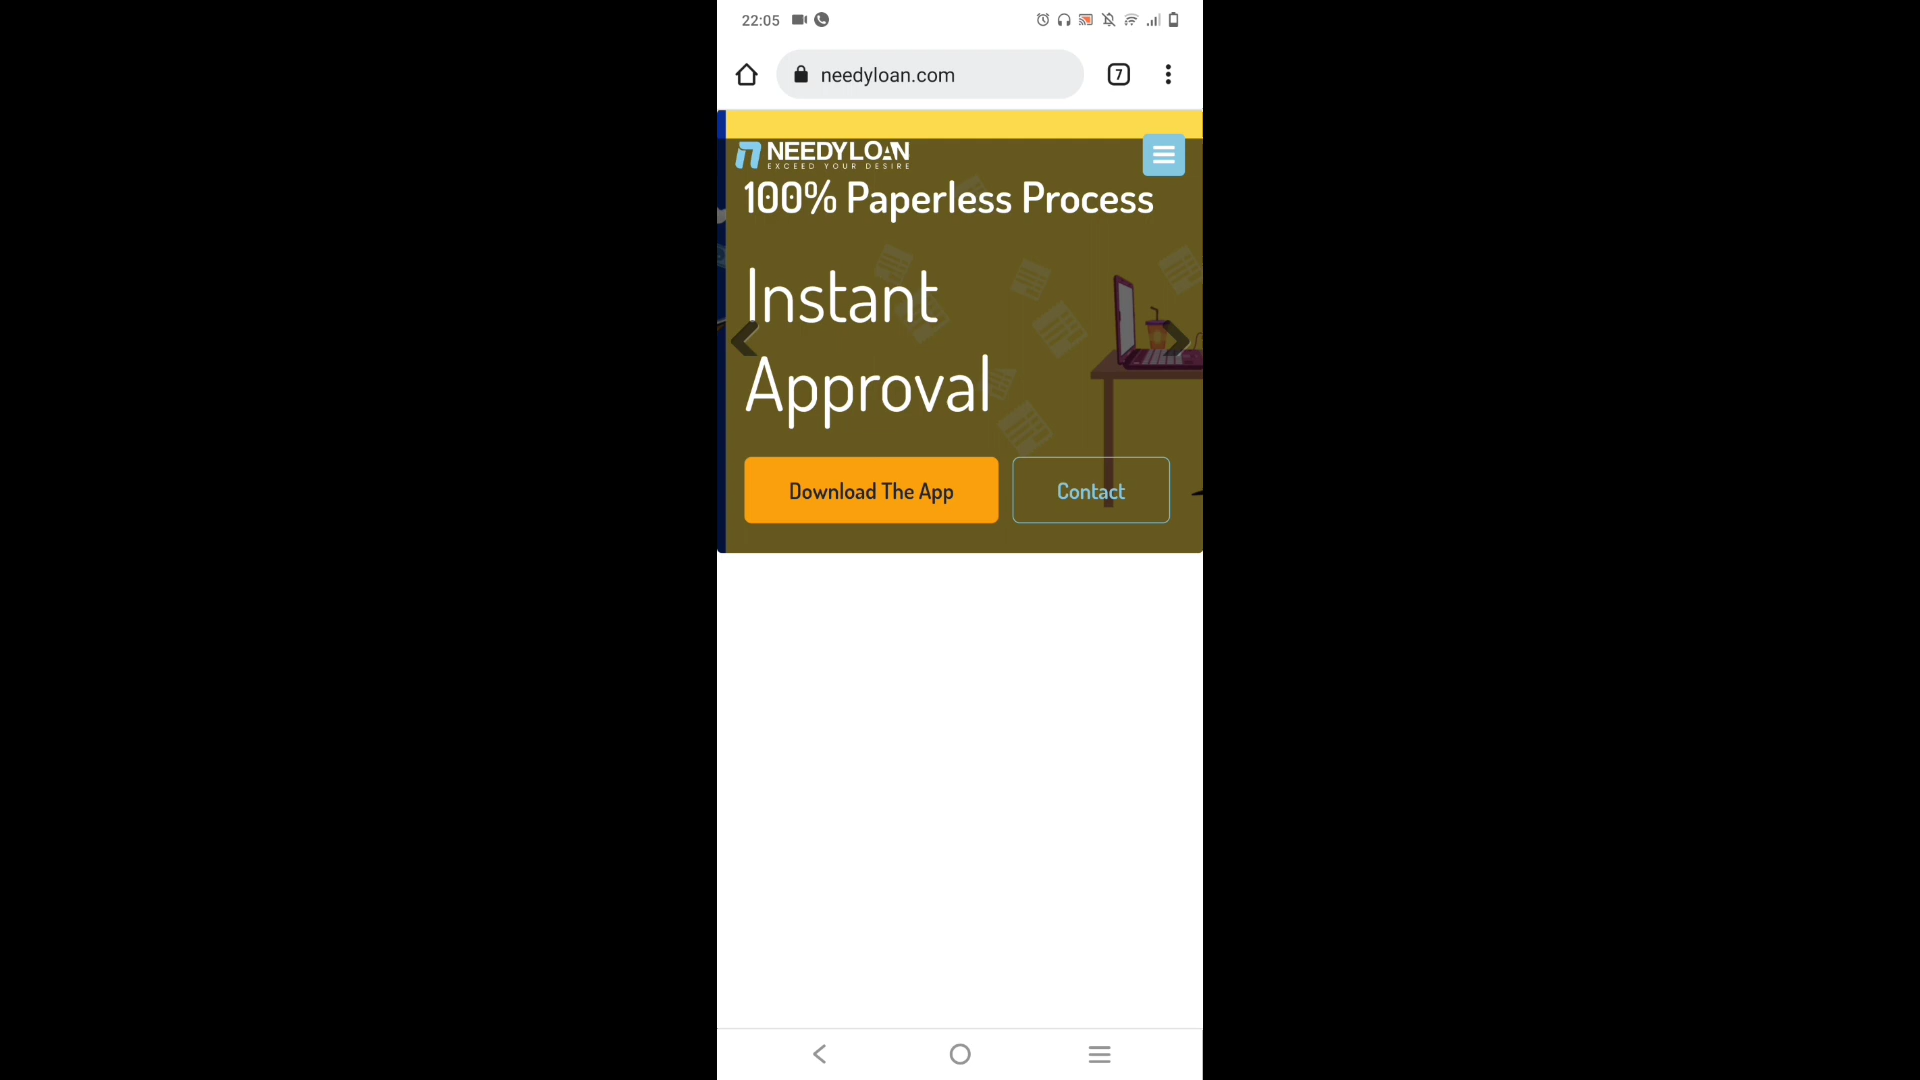 22:05
needyloan.com
7
NEEDYLOAN
EXCEED YOUR DESIRE
100% Paperless Process
Instant
Approval
Download The App
Contact